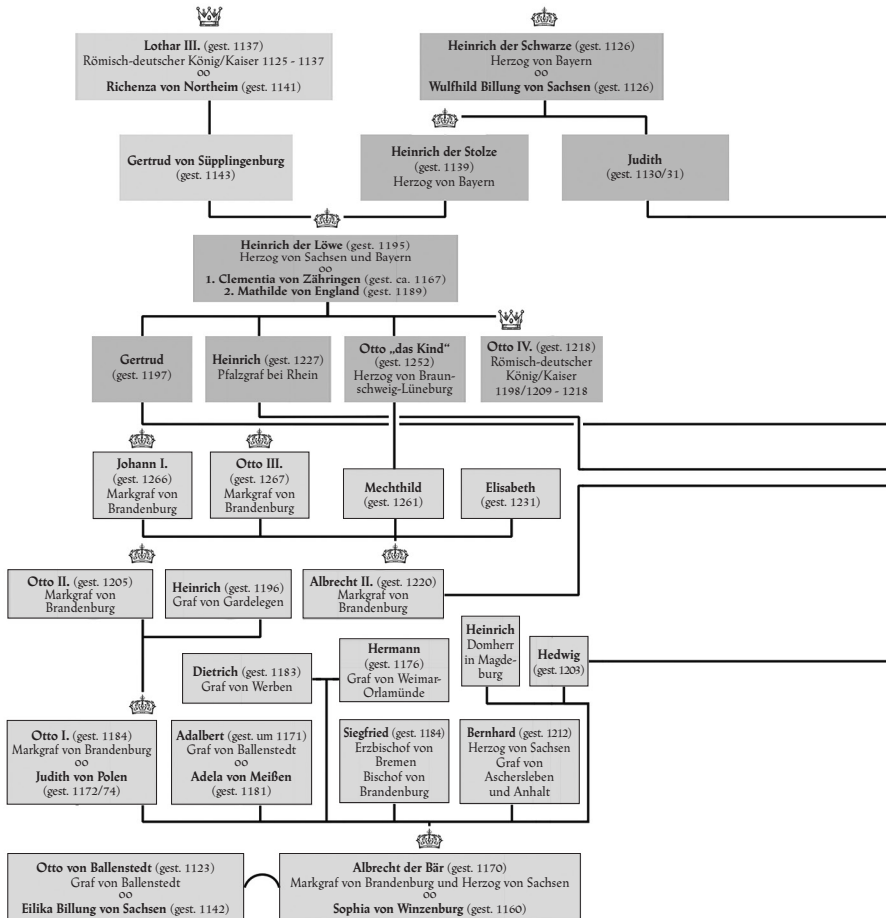 Lothar III. (gest. 1137)
Römisch-deutscher König/Kaiser 1125 - 1137
oo
Richenza von Northeim (gest. 1141)
Heinrich der Schwarze (gest. 1126)
Herzog von Bayern
oo
Wulfhild Billung von Sachsen (gest. 1126)
Gertrud von Süpplingenburg
(gest. 1143)
Heinrich der Stolze
(gest. 1139)
Herzog von Bayern
Judith
(gest. 1130/31)
Heinrich der Löwe (gest. 1195)
Herzog von Sachsen und Bayern
oo
1. Clementia von Zähringen (gest. ca. 1167)
2. Mathilde von England (gest. 1189)
Gertrud
(gest. 1197)
Heinrich (gest. 1227)
Pfalzgraf bei Rhein
Otto „das Kind“
(gest. 1252)
Herzog von Braun-
schweig-Lüneburg
Otto IV. (gest. 1218)
Römisch-deutscher
König/Kaiser
1198/1209 - 1218
Johann I.
(gest. 1266)
Markgraf von
Brandenburg
Otto III.
(gest. 1267)
Markgraf von
Brandenburg
Mechthild
(gest. 1261)
Elisabeth
(gest. 1231)
Otto II. (gest. 1205)
Markgraf von
Brandenburg
Heinrich (gest. 1196)
Graf von Gardelegen
Albrecht II. (gest. 1220)
Markgraf von
Brandenburg
Dietrich (gest. 1183)
Graf von Werben
Hermann
(gest. 1176)
Graf von Weimar-
Orlamünde
Heinrich
Domherr
in Magde-
burg
Hedwig
(gest. 1203)
Otto I. (gest. 1184)
Markgraf von Brandenburg
oo
Judith von Polen
(gest. 1172/74)
Adalbert (gest. um 1171)
Graf von Ballenstedt
oo
Adela von Meißen
(gest. 1181)
Siegfried (gest. 1184)
Erzbischof von
Bremen
Bischof von
Brandenburg
Bernhard (gest. 1212)
Herzog von Sachsen
Graf von
Aschersleben
und Anhalt
Otto von Ballenstedt (gest. 1123)
Graf von Ballenstedt
oo
Eilika Billung von Sachsen (gest. 1142)
Albrecht der Bär (gest. 1170)
Markgraf von Brandenburg und Herzog von Sachsen
oo
Sophia von Winzenburg (gest. 1160)